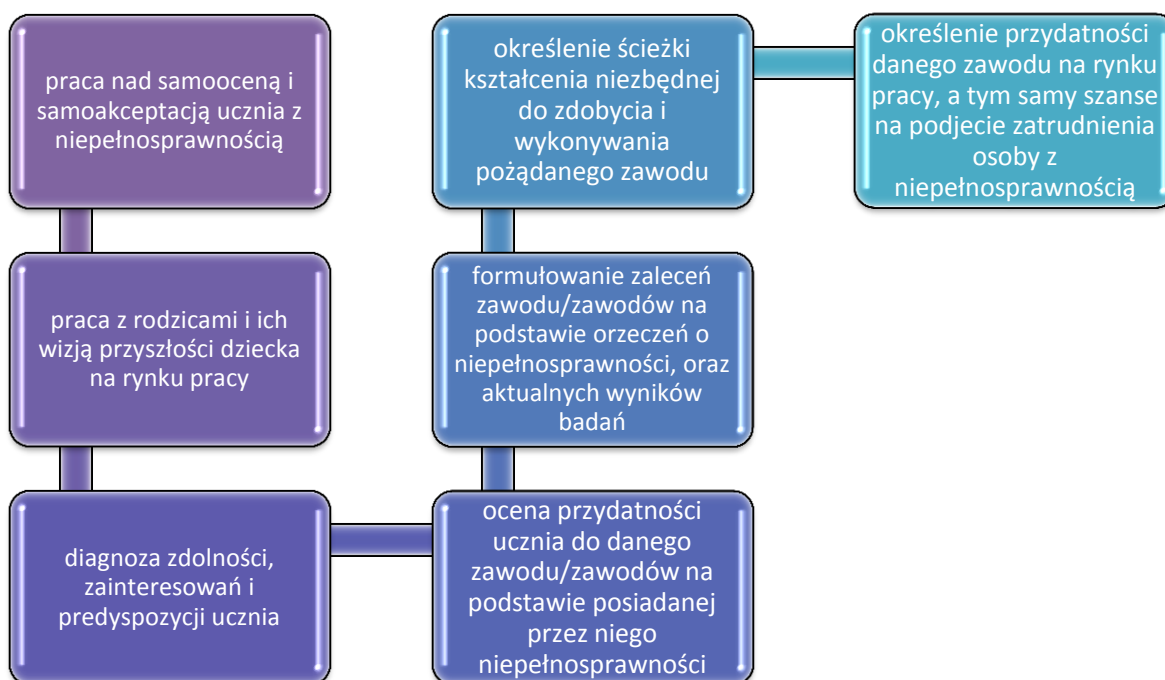 praca nad samooceną i
samoakceptacją ucznia z
niepełnosprawnością
praca z rodzicami i ich
wizją przyszłości dziecka
na rynku pracy
diagnoza zdolności,
zainteresowań i
predyspozycji ucznia
ocena przydatności
ucznia do danego
zawodu/zawodów na
podstawie posiadanej
przez niego
niepełnosprawności
formułowanie zaleceń
zawodu/zawodów na
podstawie orzeczeń o
niepełnosprawności, oraz
aktualnych wyników
badań
określenie ścieżki
kształcenia niezbędnej
do zdobycia i
wykonywania
pożądanego zawodu
określenie przydatności
danego zawodu na rynku
pracy, a tym samy szanse
na podjecie zatrudnienia
osoby z
niepełnosprawnością